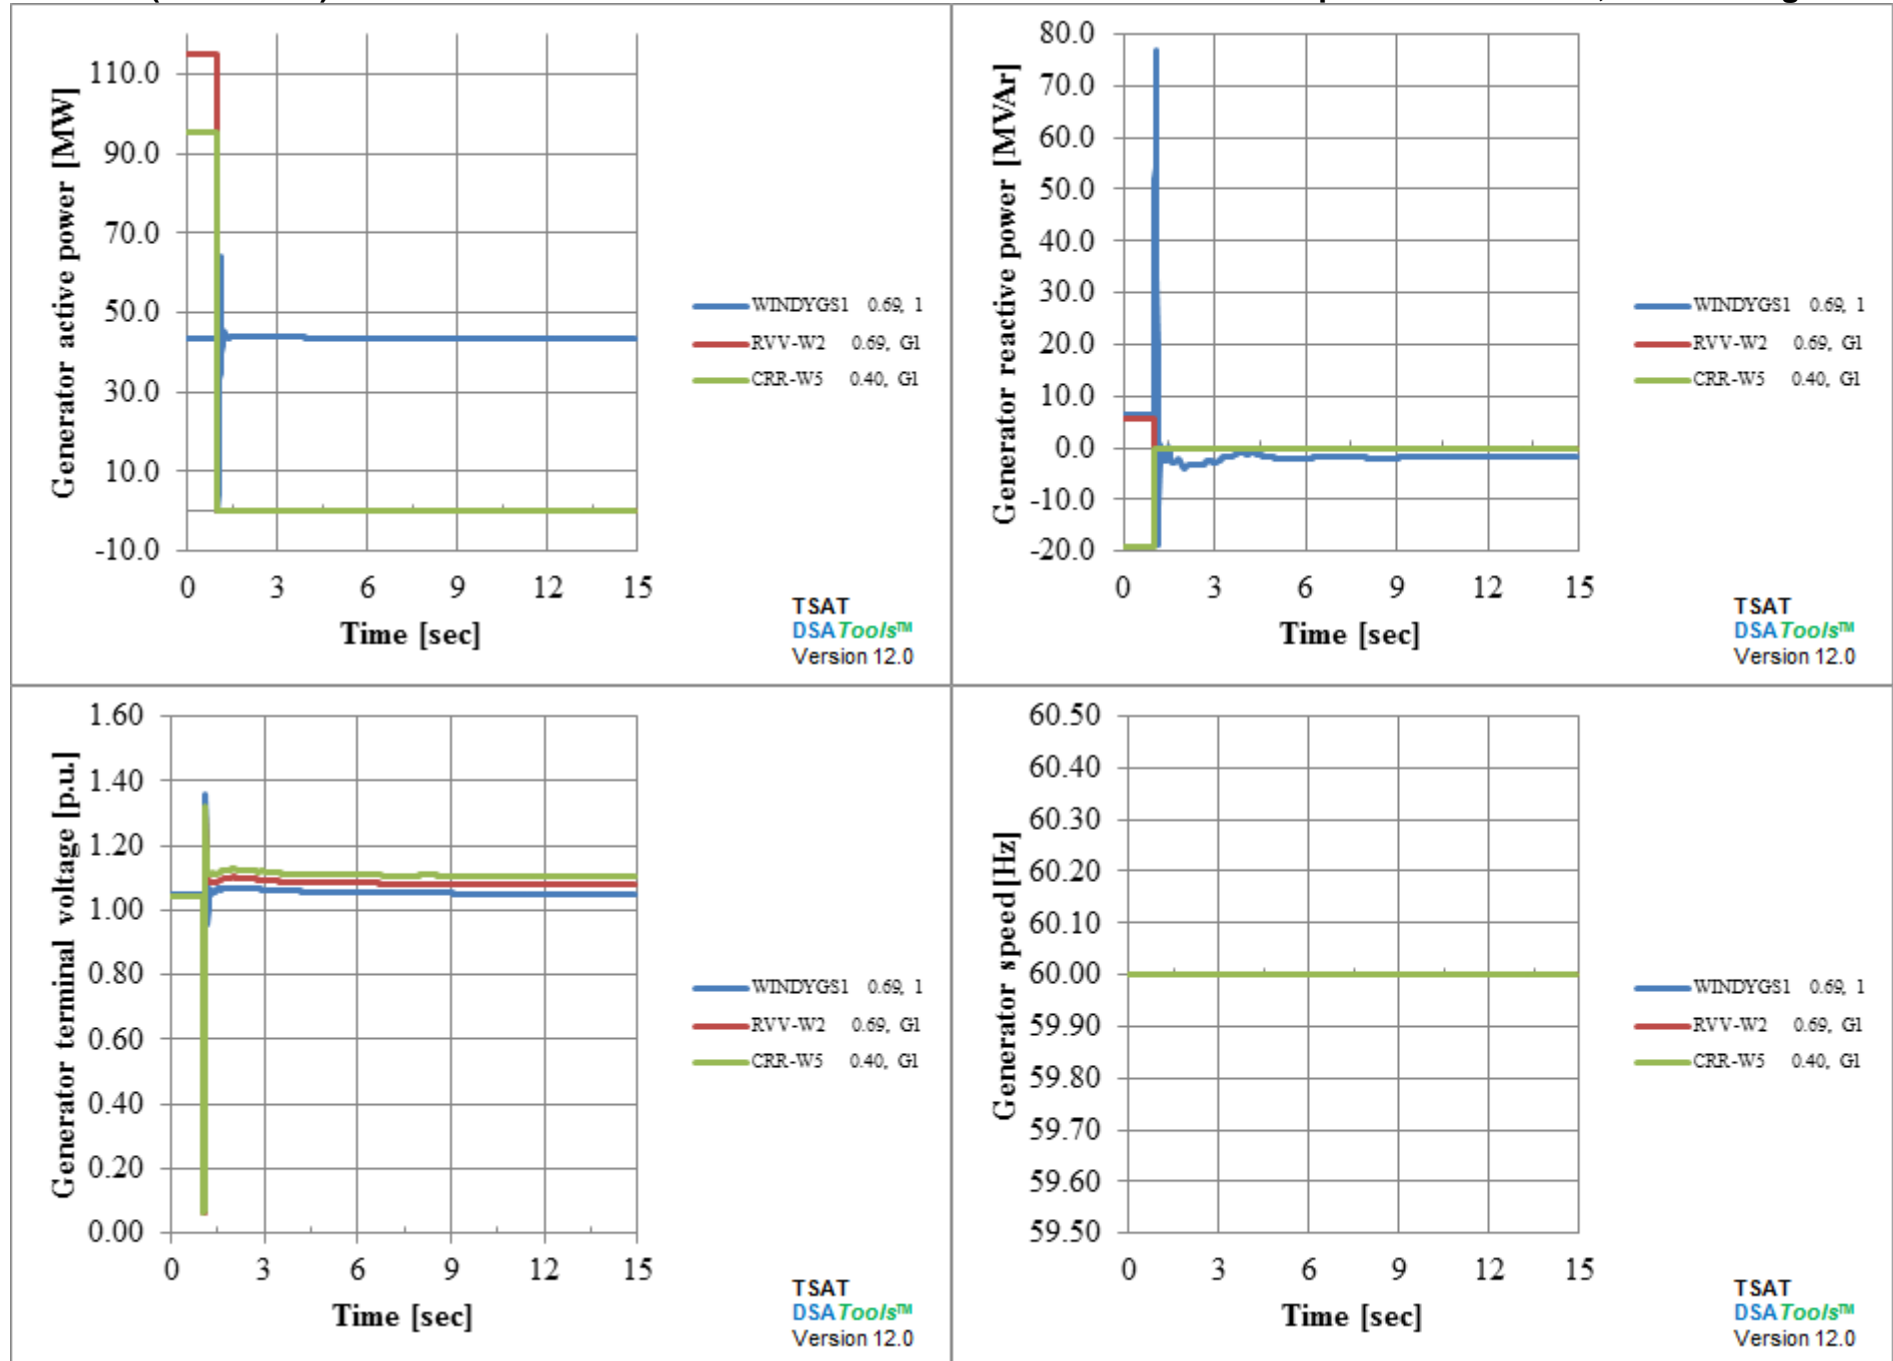 Generator active power [MW]
110.0
90.0
70.0
50.0
30.0
10.0
-10.0
0 3 6 9 12 15
Time [sec]
WINDYGS1 0.69, 1
RVV-W2 0.69, G1
CRR-W5 0.40, G1
TSAT
DSATools™
Version 12.0
Generator reactive power [MVAr]
80.0
70.0
60.0
50.0
40.0
30.0
20.0
10.0
0.0
-10.0
-20.0
0 3 6 9 12 15
Time [sec]
WINDYGS1 0.69, 1
RVV-W2 0.69, G1
CRR-W5 0.40, G1
TSAT
DSATools™
Version 12.0
Generator terminal voltage [p.u.]
1.60
1.40
1.20
1.00
0.80
0.60
0.40
0.20
0.00
0 3 6 9 12 15
Time [sec]
WINDYGS1 0.69, 1
RVV-W2 0.69, G1
CRR-W5 0.40, G1
TSAT
DSATools™
Version 12.0
Generator speed [Hz]
60.50
60.40
60.30
60.20
60.10
60.00
59.90
59.80
59.70
59.60
59.50
0 3 6 9 12 15
Time [sec]
WINDYGS1 0.69, 1
RVV-W2 0.69, G1
CRR-W5 0.40, G1
TSAT
DSATools™
Version 12.0